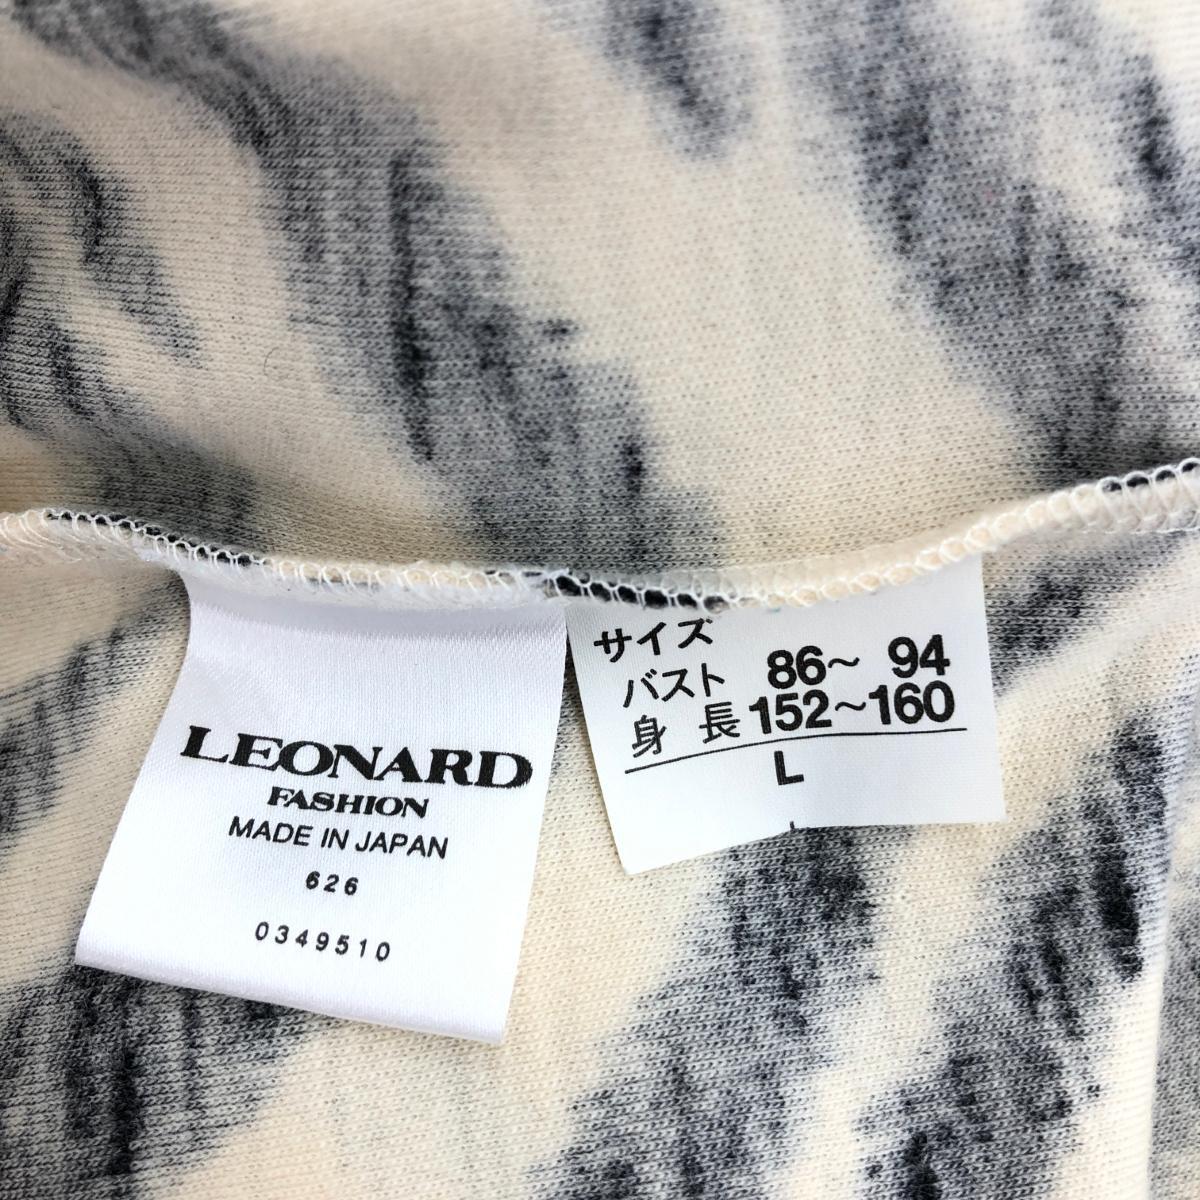 LEONARD
FASHION
MADE IN JAPAN
626
0349510
サイズ
バスト 86~ 94
身 長 152~160
L